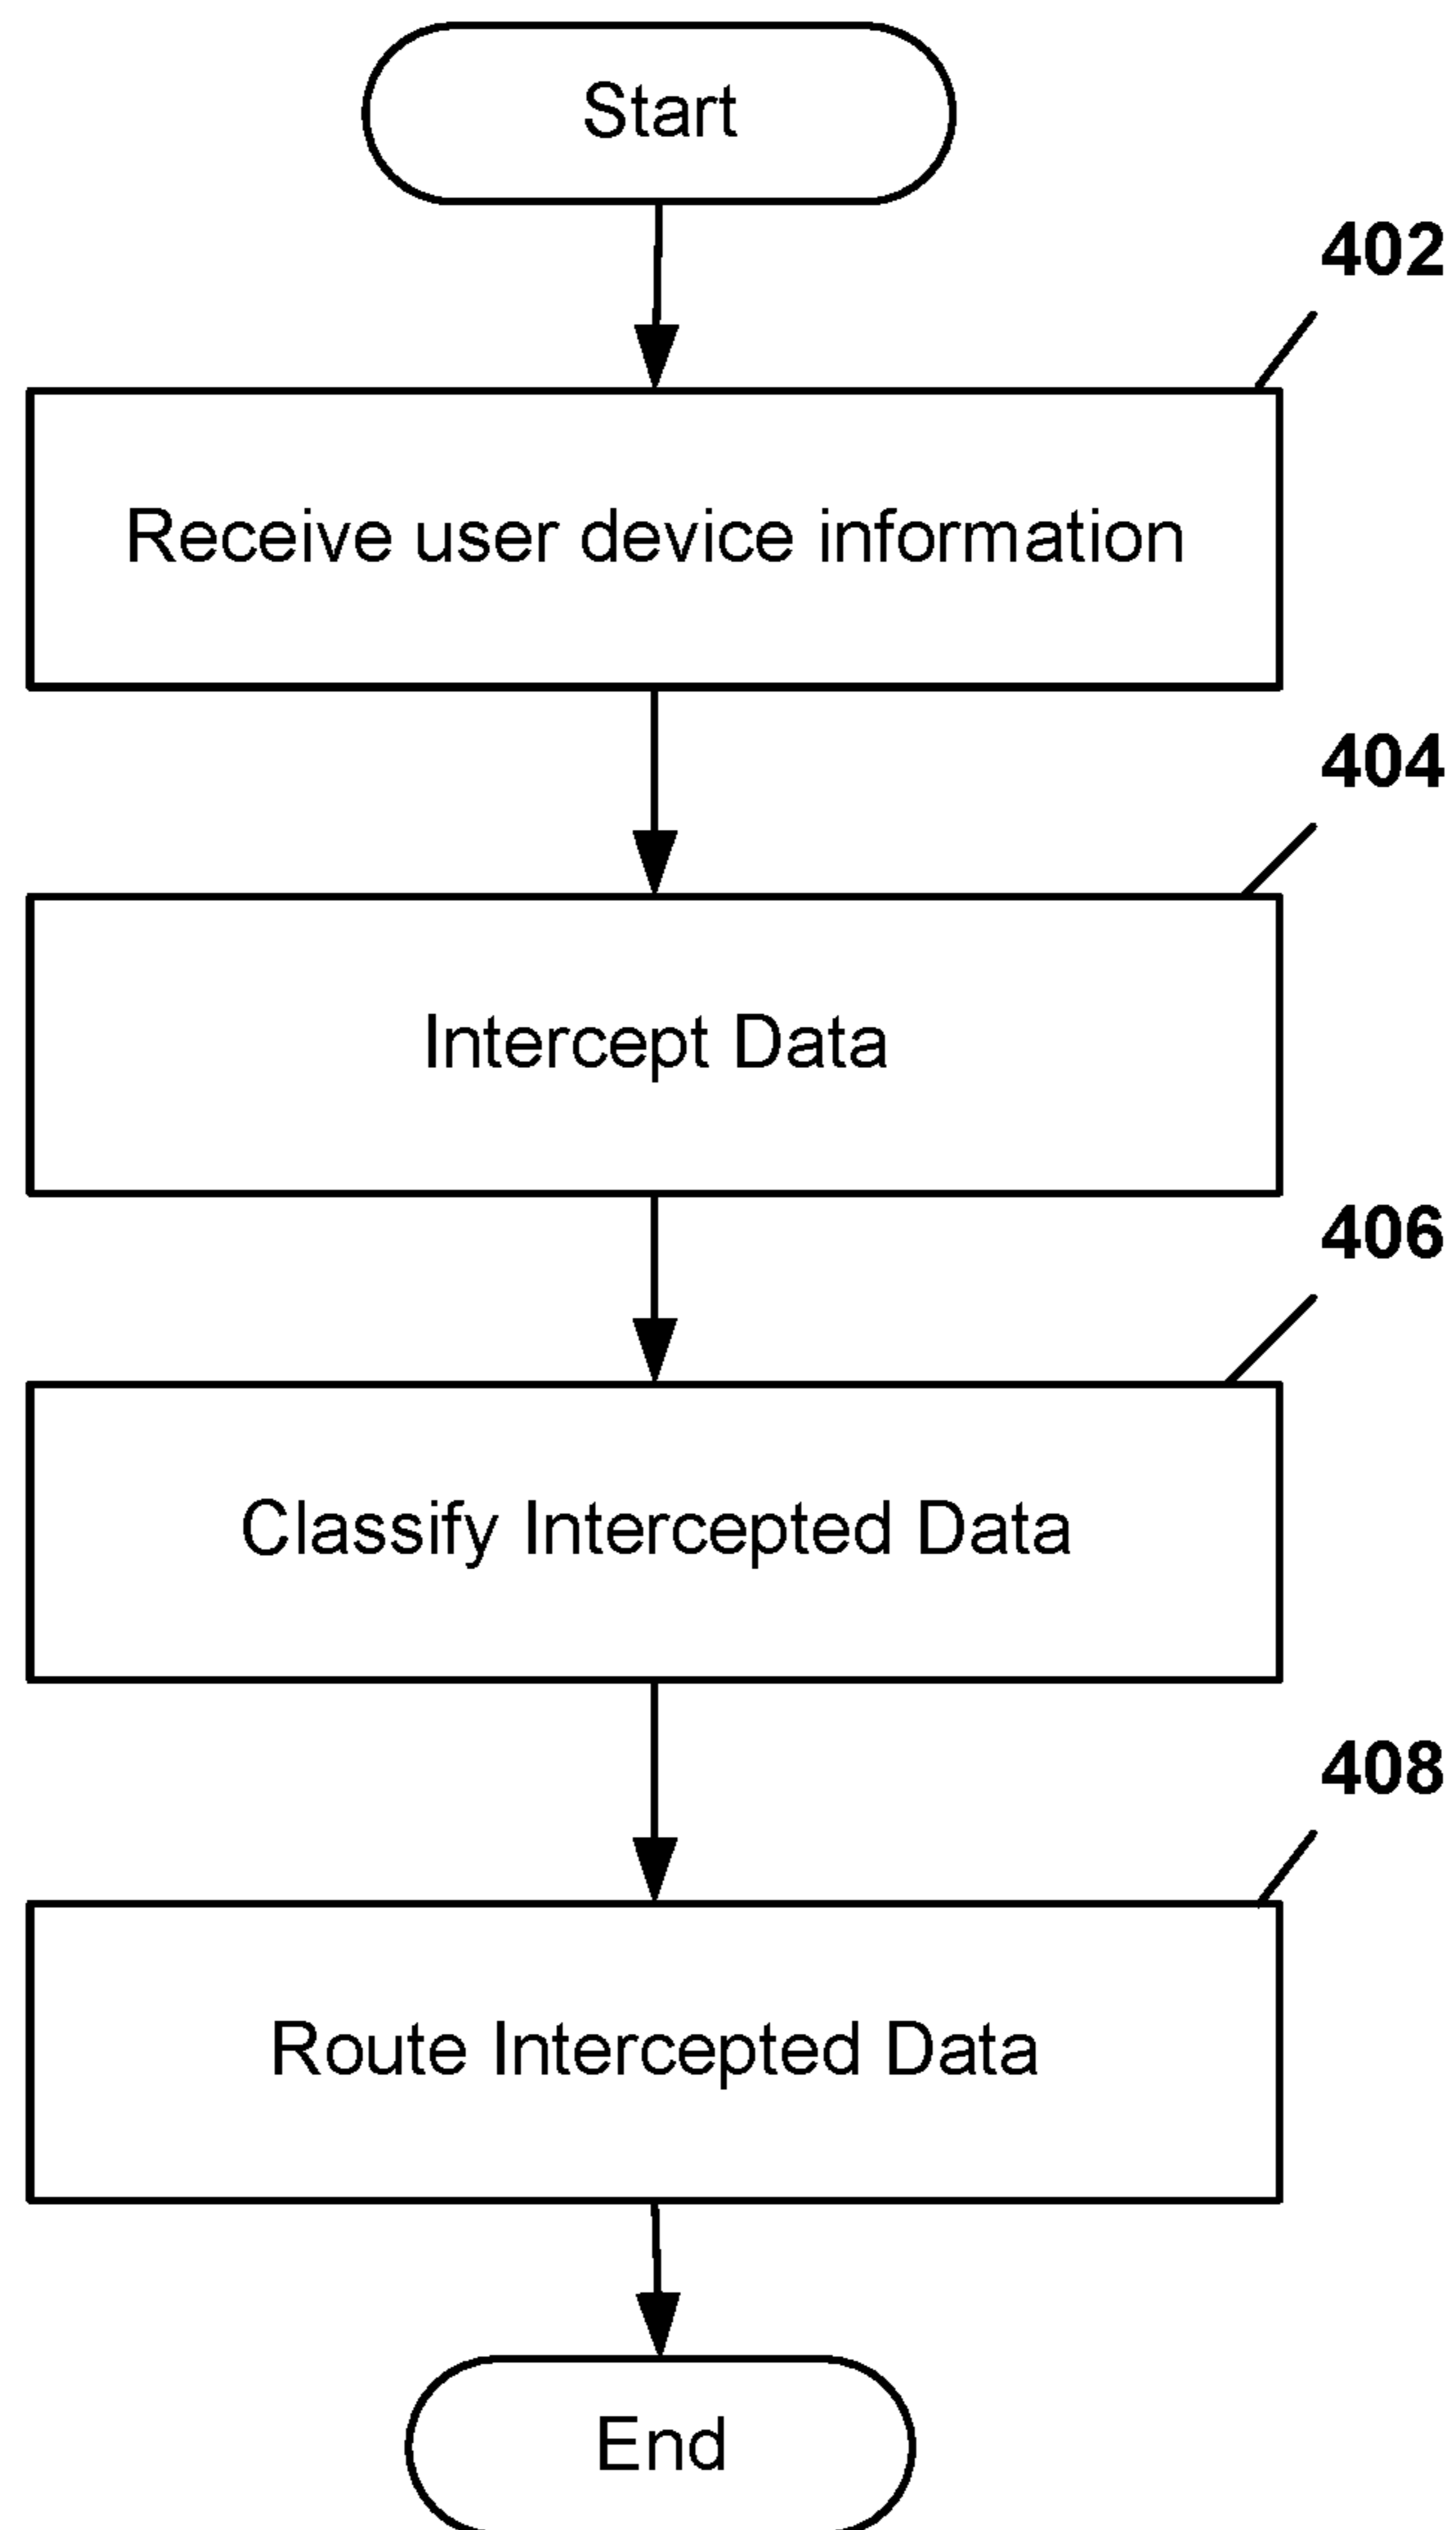 Start
402
Receive user device information
404
Intercept Data
406
Classify Intercepted Data
408
Route Intercepted Data
End